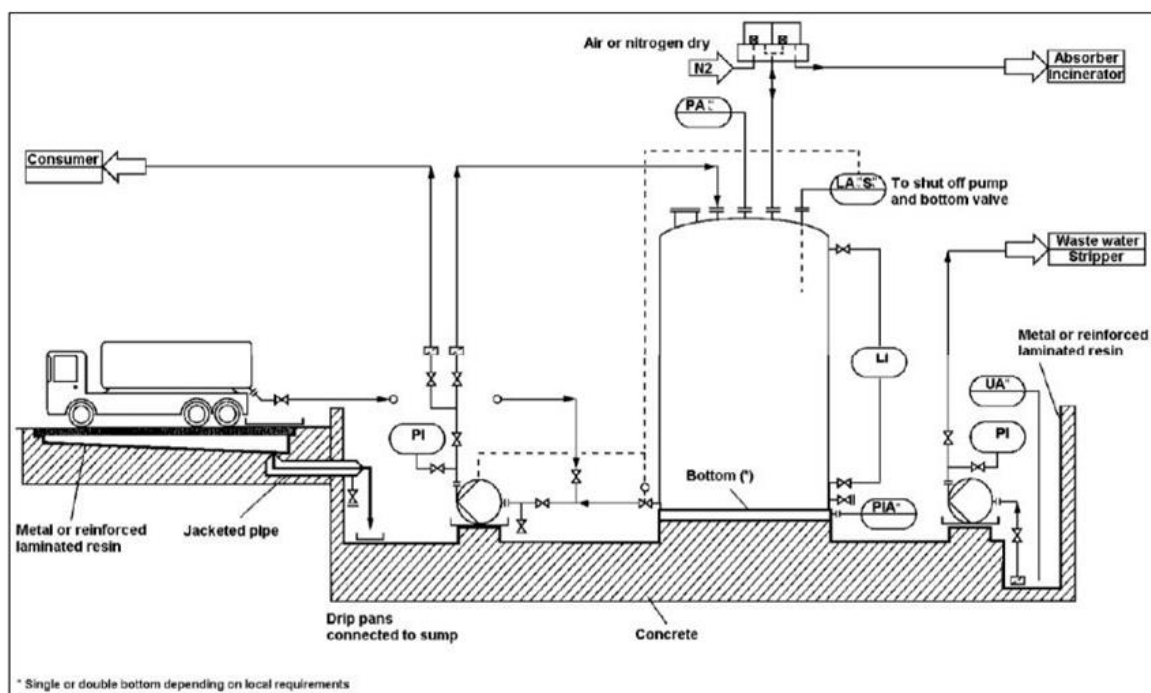 Air or nitrogen dry
N2
Absorber
Incinerator
PA
Consumer
LA S
To shut off pump
and bottom valve
Waste water
Stripper
Metal or reinforced
laminated resin
LI
UA
PI
PI
Bottom (*)
PIA
Metal or reinforced
laminated resin
Jacketed pipe
Drip pans
connected to sump
Concrete
* Single or double bottom depending on local requirements